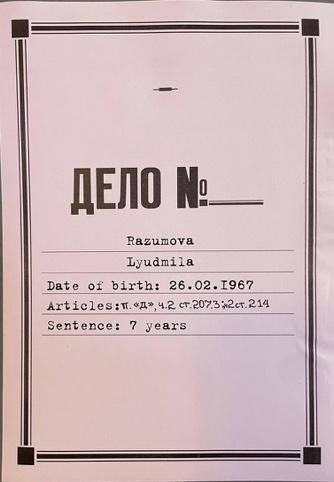 ДЕЛО №____
Razumova
Lyudmila
Date of birth: 26.02.1967
Articles: п. «д», ч.2 ст.207.3 ч.2 ст. 214
Sentence: 7 years